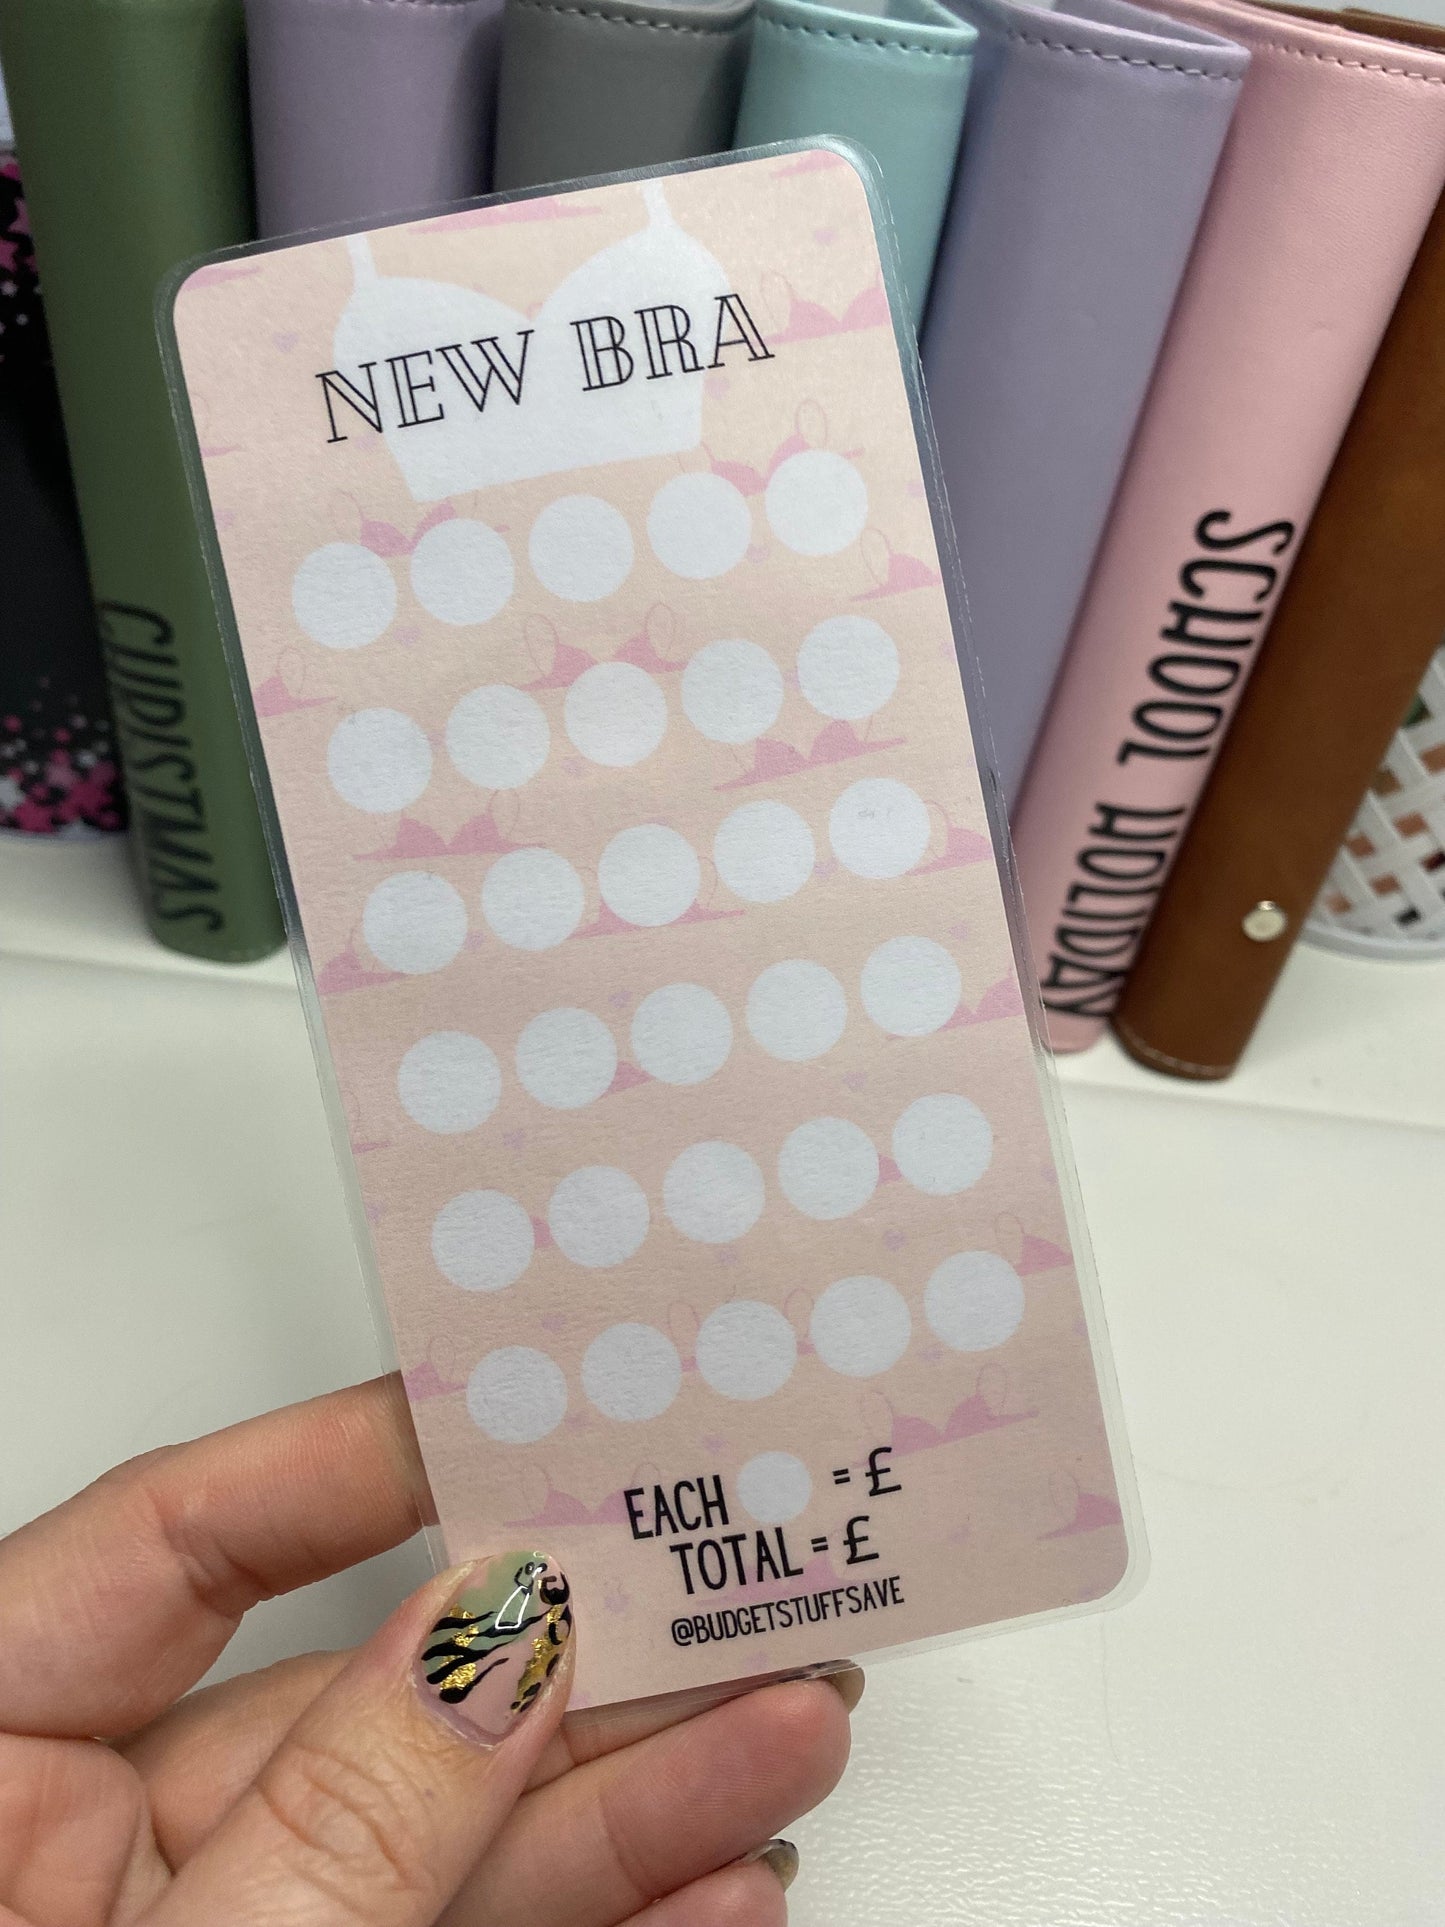 NEW BRA
EACH = £
TOTAL = £
@BUDGETSTUFFSAVE
CHRISTMAS
SCHOOL HOLIDAY